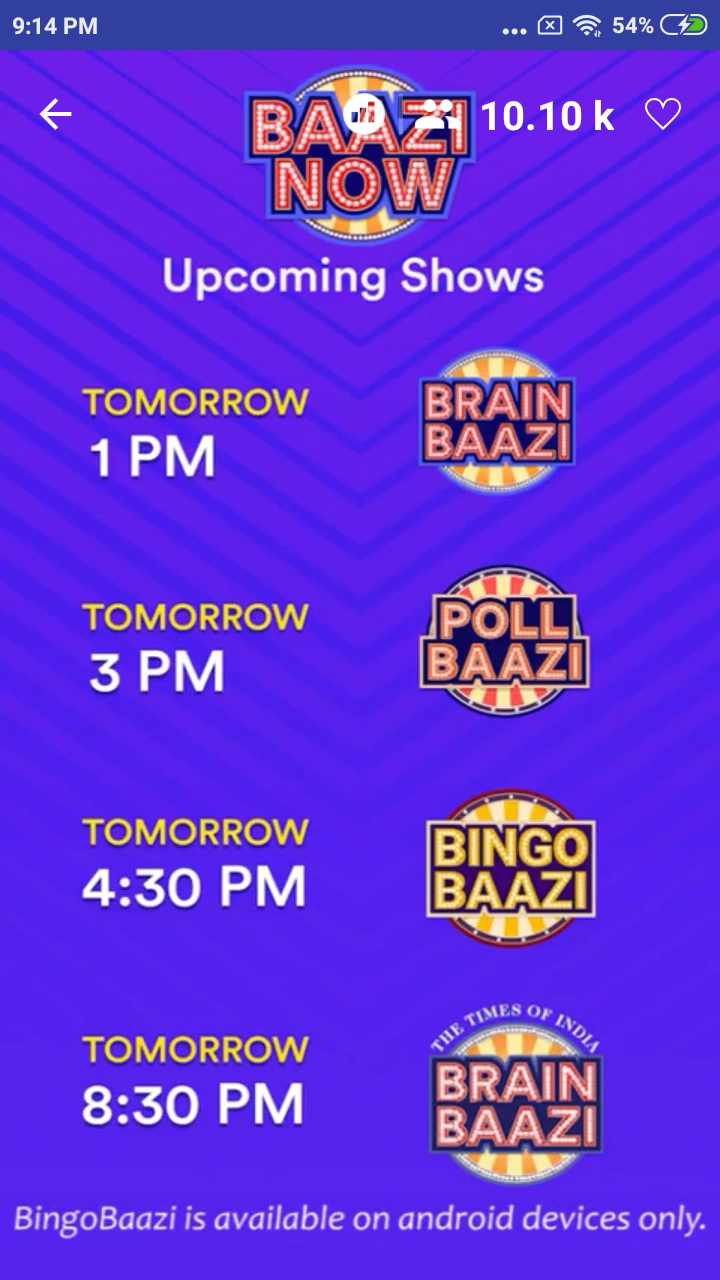 9:14 PM
54%
BAAZI
NOW
10.10 k
Upcoming Shows
TOMORROW
1 PM
BRAIN
BAAZI
TOMORROW
3 PM
POLL
BAAZI
TOMORROW
4:30 PM
BINGO
BAAZI
TOMORROW
8:30 PM
THE TIMES OF INDIA
BRAIN
BAAZI
BingoBaazi is available on android devices only.